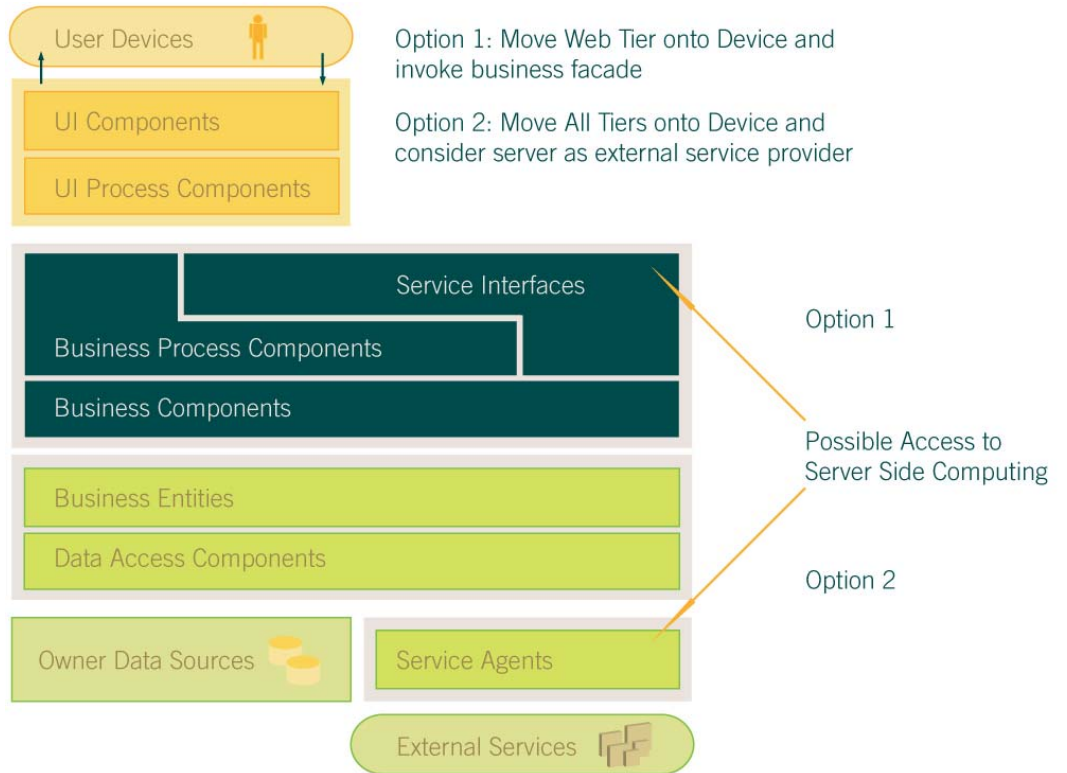 User Devices
Option 1: Move Web Tier onto Device and
invoke business facade
UI Components
Option 2: Move All Tiers onto Device and
consider server as external service provider
UI Process Components
Service Interfaces
Option 1
Business Process Components
Business Components
Possible Access to
Server Side Computing
Business Entities
Data Access Components
Option 2
Owner Data Sources
Service Agents
External Services